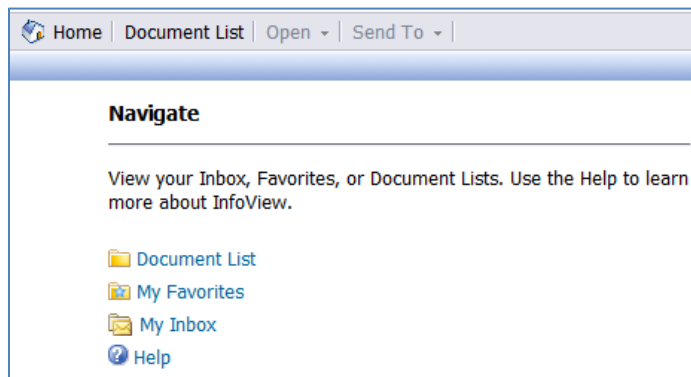 Home | Document List | Open | Send To |
Navigate
View your Inbox, Favorites, or Document Lists. Use the Help to learn
more about InfoView.
Document List
My Favorites
My Inbox
Help